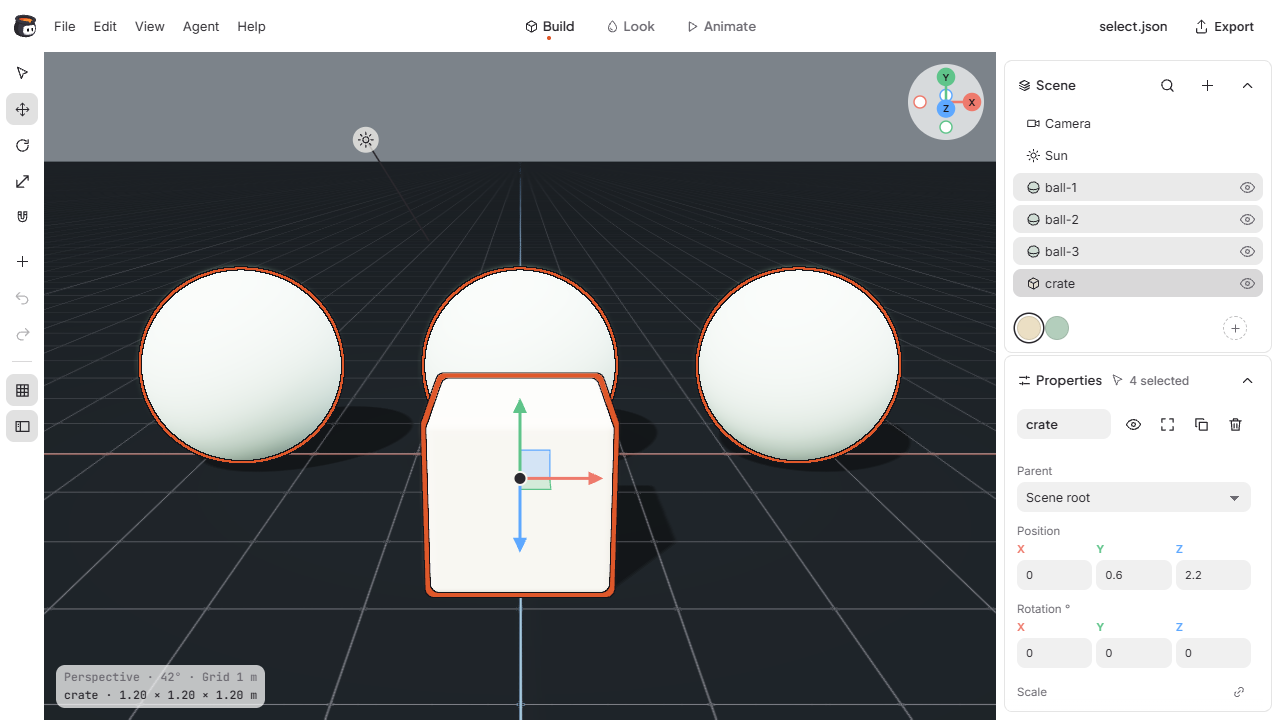 File Edit View Agent Help
Build Look Animate
select.json Export
Y
X
Z
Scene
Camera
Sun
ball-1
ball-2
ball-3
crate
Properties 4 selected
crate
Parent
Scene root
Position
X Y Z
0 0.6 2.2
Rotation °
X Y Z
0 0 0
Scale
Perspective · 42° · Grid 1 m
crate · 1.20 × 1.20 × 1.20 m